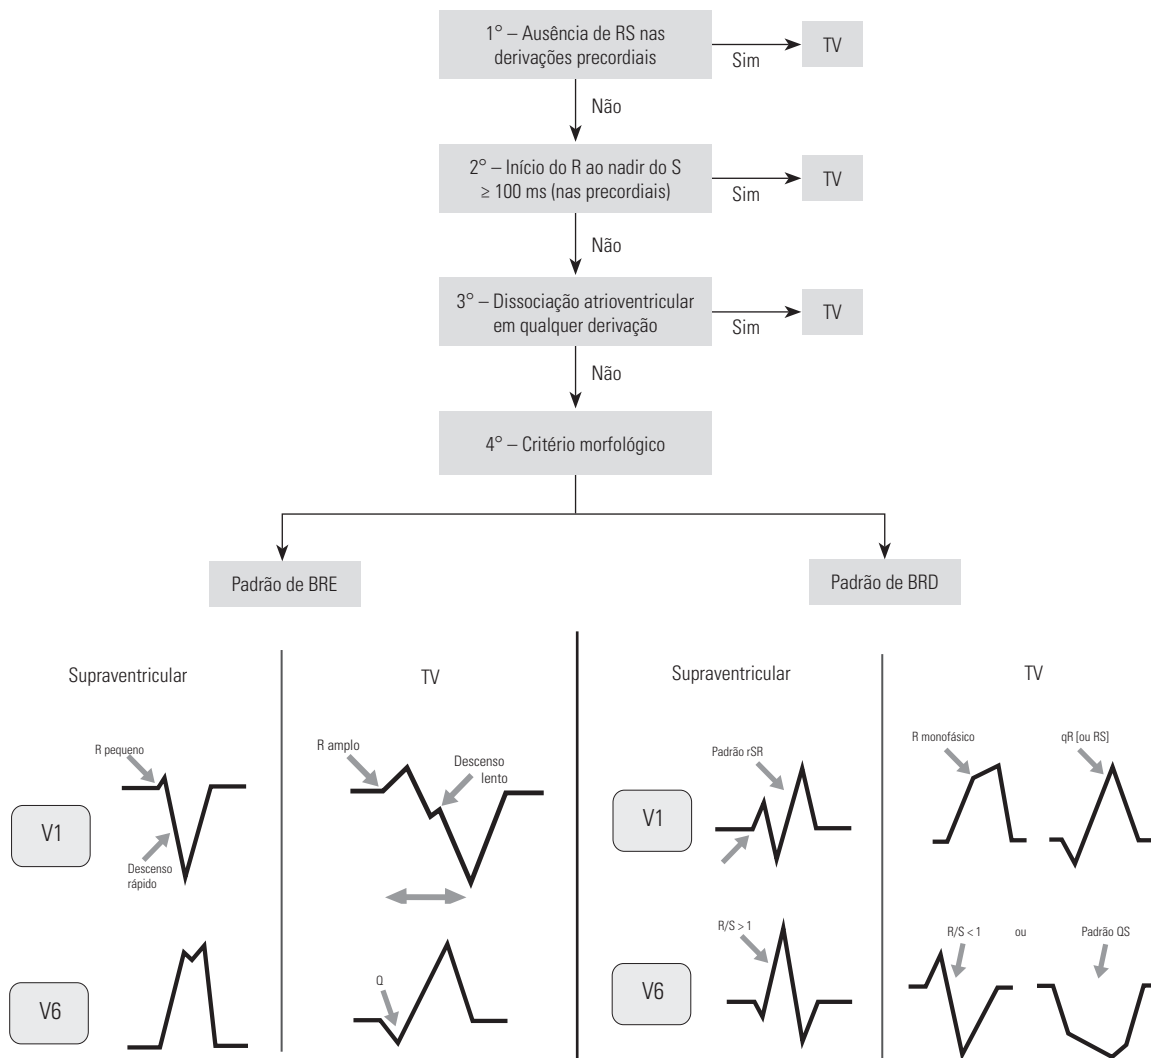 1° – Ausência de RS nas
derivações precordiais
Sim
TV
Não
2° – Início do R ao nadir do S
≥ 100 ms (nas precordiais)
Sim
TV
Não
3° – Dissociação atrioventricular
em qualquer derivação
Sim
TV
Não
4° – Critério morfológico
Padrão de BRE
Padrão de BRD
Supraventricular
TV
Supraventricular
TV
R pequeno
R amplo
Descenso
lento
Padrão rSR
R monofásico
qR [ou RS]
V1
Descenso
rápido
V1
V6
Q
V6
R/S > 1
R/S < 1
ou
Padrão QS